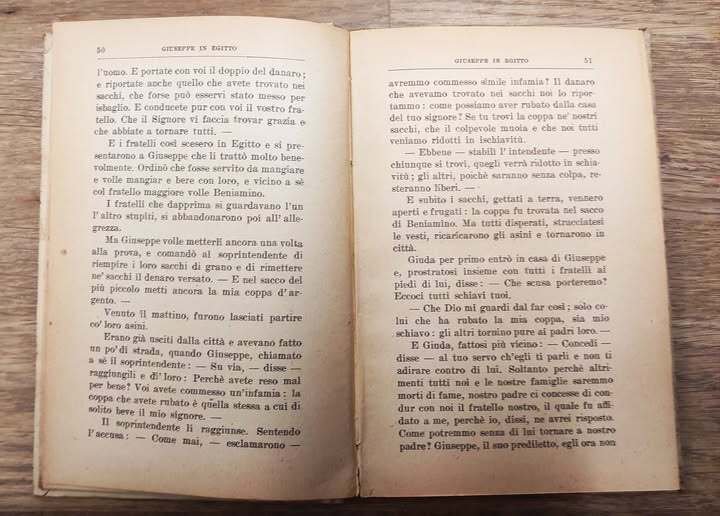 50
GIUSEPPE IN EGITTO
l'uomo. E portate con voi il doppio del danaro;
e riportate anche quello che avete trovato nei
sacchi, che forse può esservi stato messo per
isbaglio. E conducete pur con voi il vostro fra-
tello. Che il Signore vi faccia trovar grazia e
che abbiate a tornare tutti. —
E i fratelli così scesero in Egitto e si pre-
sentarono a Giuseppe che li trattò molto bene-
volmente. Ordinò che fosse servito da mangiare
e volle mangiar e bere con loro, e vicino a sè
col fratello maggiore volle Beniamino.
I fratelli che dapprima si guardavano l'un
l'altro stupiti, si abbandonarono poi all'alle-
grezza.
Ma Giuseppe volle metterli ancora una volta
alla prova, e comandò al soprintendente di
riempire i loro sacchi di grano e di rimettere
ne' sacchi il denaro versato. — E nel sacco del
più piccolo metti ancora la mia coppa d'ar-
gento. —
Venuto il mattino, furono lasciati partire
co' loro asini.
Erano già usciti dalla città e avevano fatto
un po' di strada, quando Giuseppe, chiamato
a sè il soprintendente: — Su via, — disse —
raggiungili e di' loro: Perchè avete reso mal
per bene? Voi avete commesso un'infamia: la
coppa che avete rubato è quella stessa a cui di
solito beve il mio signore. —
Il soprintendente li raggiunse. Sentendo
l'accusa: — Come mai, — esclamarono —
GIUSEPPE IN EGITTO
51
avremmo commesso simile infamia? Il danaro
che avevamo trovato nei sacchi noi lo ripor-
tammo: come possiamo aver rubato dalla casa
del tuo signore? Se tu trovi la coppa ne' nostri
sacchi, che il colpevole muoia e che noi tutti
veniamo ridotti in ischiavitù.
— Ebbene — stabilì l'intendente — presso
chiunque si trovi, quegli verrà ridotto in schia-
vitù; gli altri, poichè saranno senza colpa, re-
steranno liberi. —
E subito i sacchi, gettati a terra, vennero
aperti e frugati: la coppa fu trovata nel sacco
di Beniamino. Ma tutti disperati, stracciatesi
le vesti, ricaricarono gli asini e tornarono in
città.
Giuda per primo entrò in casa di Giuseppe
e, prostratosi insieme con tutti i fratelli ai
piedi di lui, disse: — Che scusa porteremo?
Eccoci tutti schiavi tuoi.
— Che Dio mi guardi dal far così; solo co-
lui che ha rubato la mia coppa, sia mio
schiavo: gli altri tornino pure ai padri loro. —
E Giuda, fattosi più vicino: — Concedi —
disse — al tuo servo ch'egli ti parli e non ti
adirare contro di lui. Soltanto perchè altri-
menti tutti noi e le nostre famiglie saremmo
morti di fame, nostro padre ci concesse di con-
dur con noi il fratello nostro, il quale fu affi-
dato a me, perchè io, dissi, ne avrei risposto.
Come potremmo senza di lui tornare a nostro
padre? Giuseppe, il suo prediletto, egli ora non